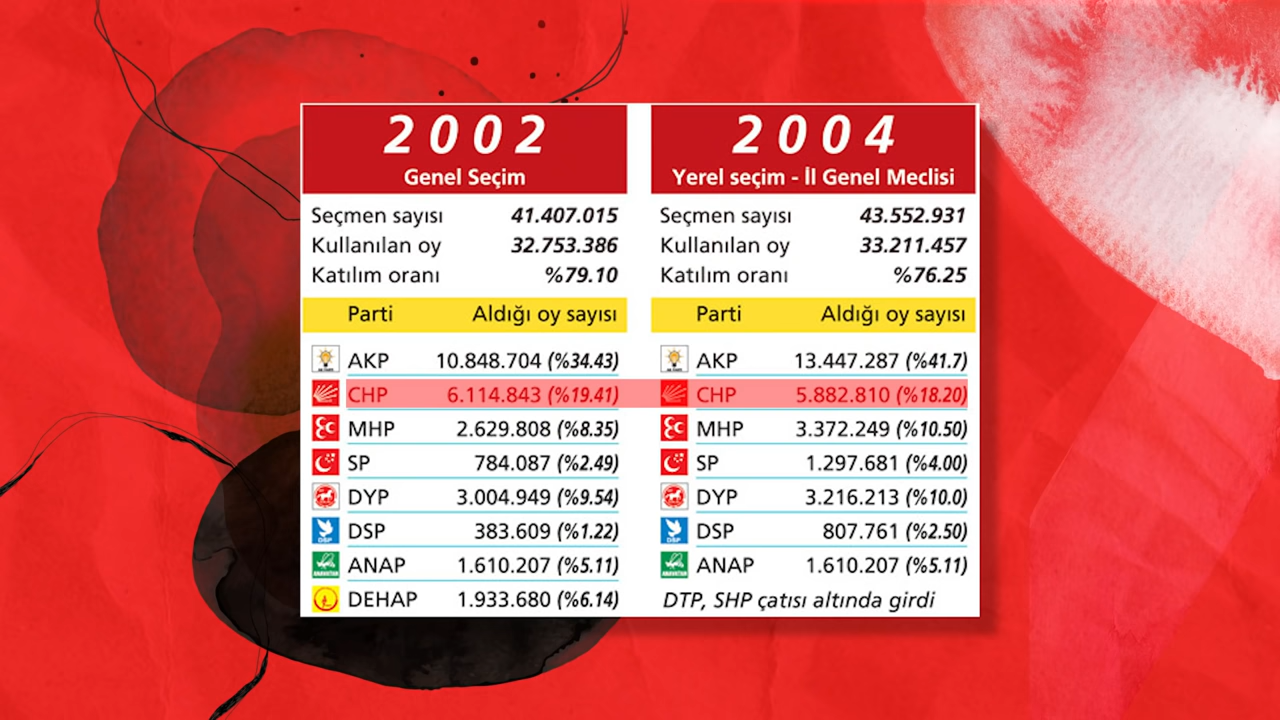 2002
Genel Seçim
Seçmen sayısı 41.407.015
Kullanılan oy 32.753.386
Katılım oranı %79.10
Parti Aldığı oy sayısı
AKP 10.848.704 (%34.43)
CHP 6.114.843 (%19.41)
MHP 2.629.808 (%8.35)
SP 784.087 (%2.49)
DYP 3.004.949 (%9.54)
DSP DSP 383.609 (%1.22)
ANAP 1.610.207 (%5.11)
DEHAP 1.933.680 (%6.14)
2004
Yerel seçim - İl Genel Meclisi
Seçmen sayısı 43.552.931
Kullanılan oy 33.211.457
Katılım oranı %76.25
Parti Aldığı oy sayısı
AKP 13.447.287 (%41.7)
CHP 5.882.810 (%18.20)
MHP 3.372.249 (%10.50)
SP 1.297.681 (%4.00)
DYP 3.216.213 (%10.0)
DSP DSP 807.761 (%2.50)
ANAP 1.610.207 (%5.11)
DTP, SHP çatısı altında girdi